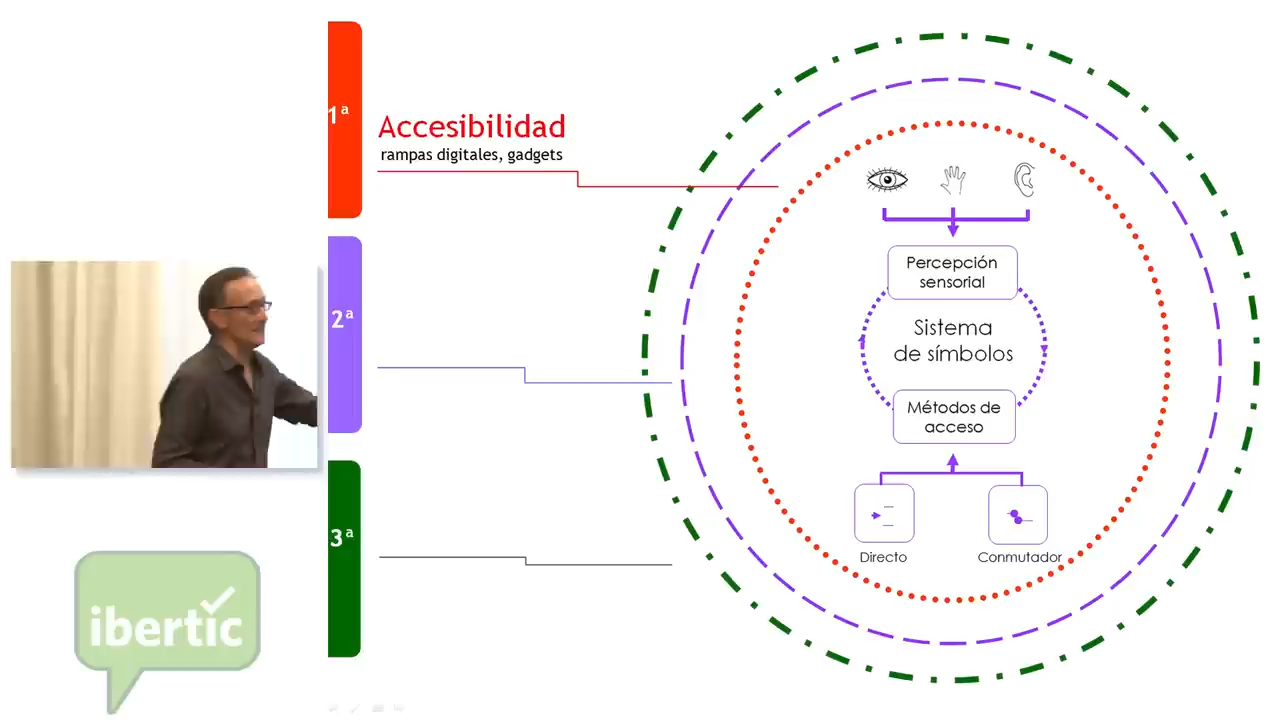 1ª
Accesibilidad
rampas digitales, gadgets
2ª
3ª
Percepción
sensorial
Sistema
de símbolos
Métodos de
acceso
Directo
Conmutador
ibertic